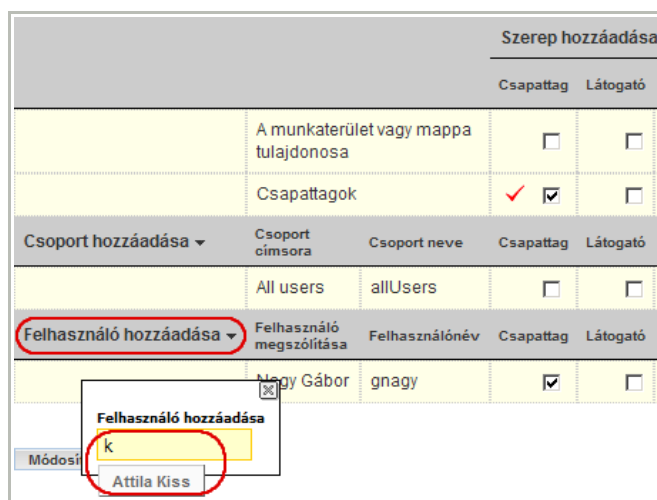 Szerep hozzáadása
Csapattag Látogató
A munkaterület vagy mappa
tulajdonosa
Csapattagok
Csoport hozzáadása Csoport címsora Csoport neve Csapattag Látogató
All users allUsers
Felhasználó hozzáadása Felhasználó megszólítása Felhasználónév Csapattag Látogató
Nagy Gábor gnagy
Felhasználó hozzáadása
k
Módosí
Attila Kiss